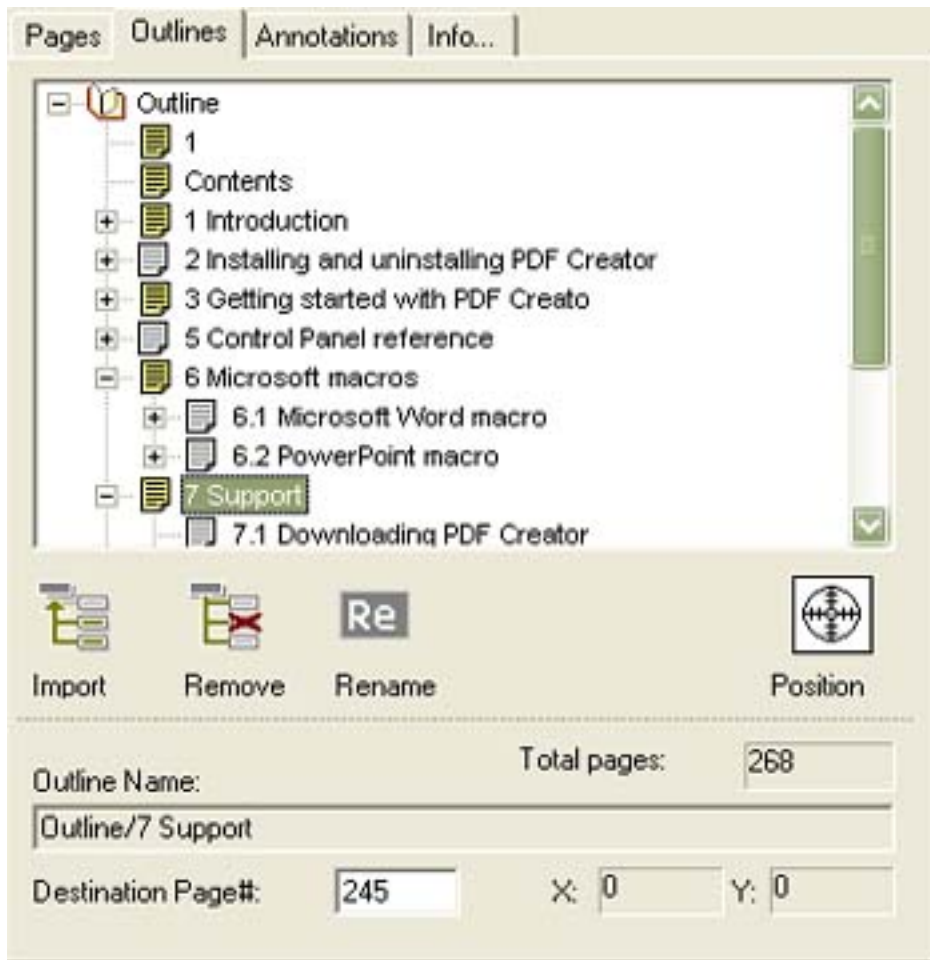 Pages Outlines Annotations Info...
Outline
1
Contents
1 Introduction
2 Installing and uninstalling PDF Creator
3 Getting started with PDF Creato
5 Control Panel reference
6 Microsoft macros
6.1 Microsoft Word macro
6.2 PowerPoint macro
7 Support
7.1 Downloading PDF Creator
Re
Import Remove Rename Position
Total pages: 268
Outline Name:
Outline/7 Support
Destination Page#: 245 X: 0 Y: 0